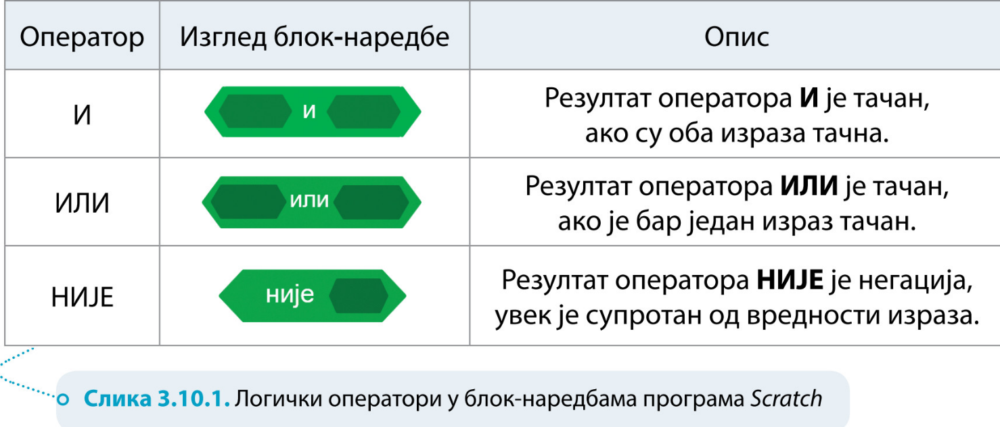 Оператор
Изглед блок-наредбе
Опис
И
и
Резултат оператора И је тачан,
ако су оба израза тачна.
ИЛИ
или
Резултат оператора ИЛИ је тачан,
ако је бар један израз тачан.
НИЈЕ
није
Резултат оператора НИЈЕ је негација,
увек је супротан од вредности израза.
Слика 3.10.1. Логички оператори у блок-наредбама програма Scratch